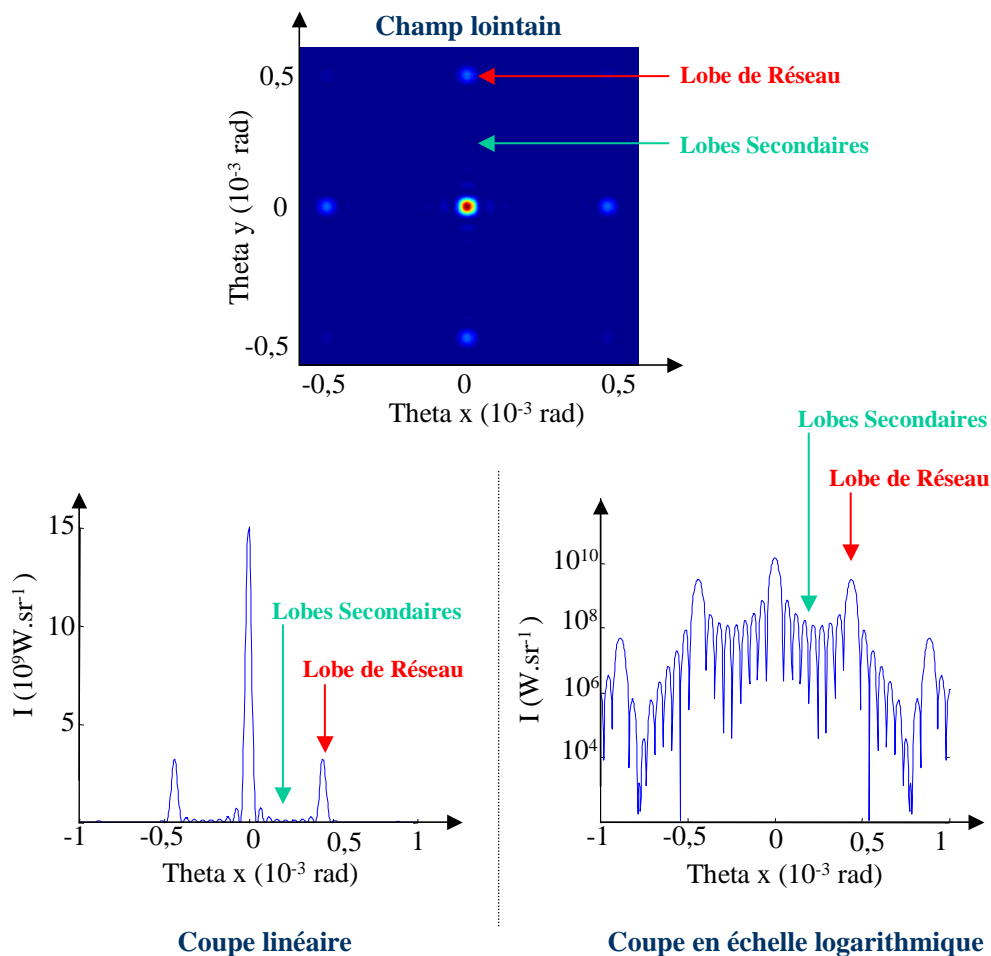 Champ lointain
0,5
Lobe de Réseau
Lobes Secondaires
0
Theta y (10⁻³ rad)
-0,5
-0,5 0 0,5
Theta x (10⁻³ rad)
Lobes Secondaires
Lobe de Réseau
15
10
5
I (10⁹W.sr⁻¹ )
Lobes Secondaires
Lobe de Réseau
-1 -0,5 0 0,5 1
Theta x (10⁻³ rad)
Coupe linéaire
10¹⁰
10⁸
10⁶
10⁴
I (W.sr⁻¹ )
-1 -0,5 0 0,5 1
Theta x (10⁻³ rad)
Coupe en échelle logarithmique